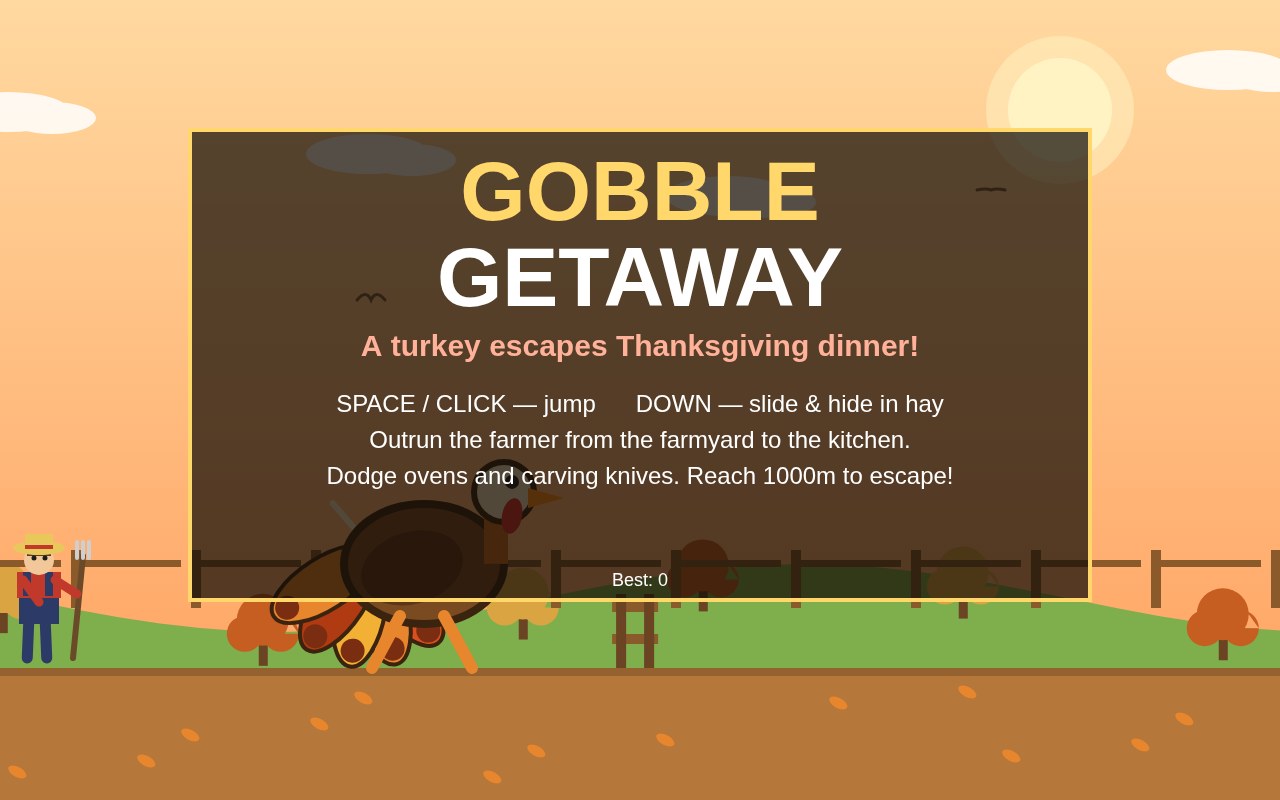 GOBBLE
GETAWAY
A turkey escapes Thanksgiving dinner!
SPACE / CLICK — jump DOWN — slide & hide in hay
Outrun the farmer from the farmyard to the kitchen.
Dodge ovens and carving knives. Reach 1000m to escape!
Best: 0